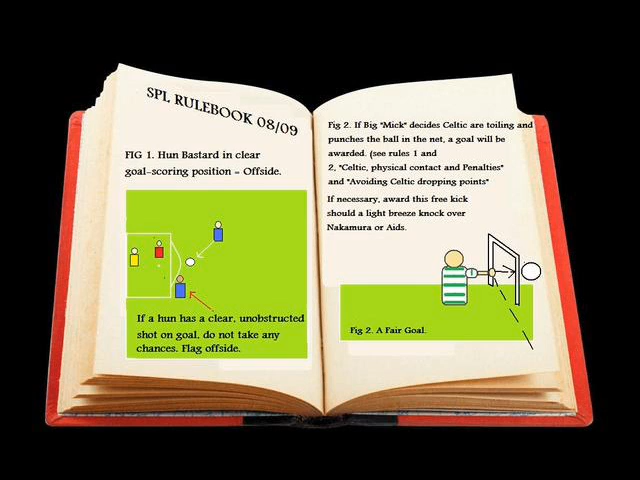 SPL RULEBOOK 08/09
FIG 1. Hun Bastard in clear
goal-scoring position = Offside.
If a hun has a clear, unobstructed
shot on goal, do not take any
chances. Flag offside.
Fig 2. If Big "Mick" decides Celtic are toiling and
punches the ball in the net, a goal will be
awarded. (see rules 1 and
2, "Celtic, physical contact and Penalties"
and "Avoiding Celtic dropping points"
If necessary, award this free kick
should a light breeze knock over
Nakamura or Aids.
Fig 2. A Fair Goal.